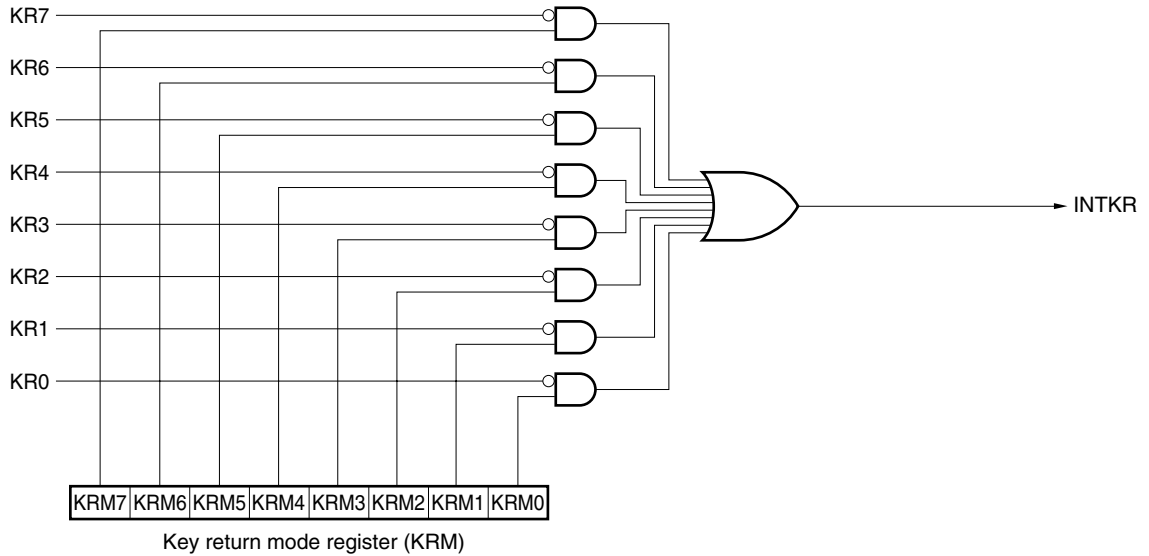 KR7
KR6
KR5
KR4
KR3
KR2
KR1
KR0
INTKR
KRM7 KRM6 KRM5 KRM4 KRM3 KRM2 KRM1 KRM0
Key return mode register (KRM)